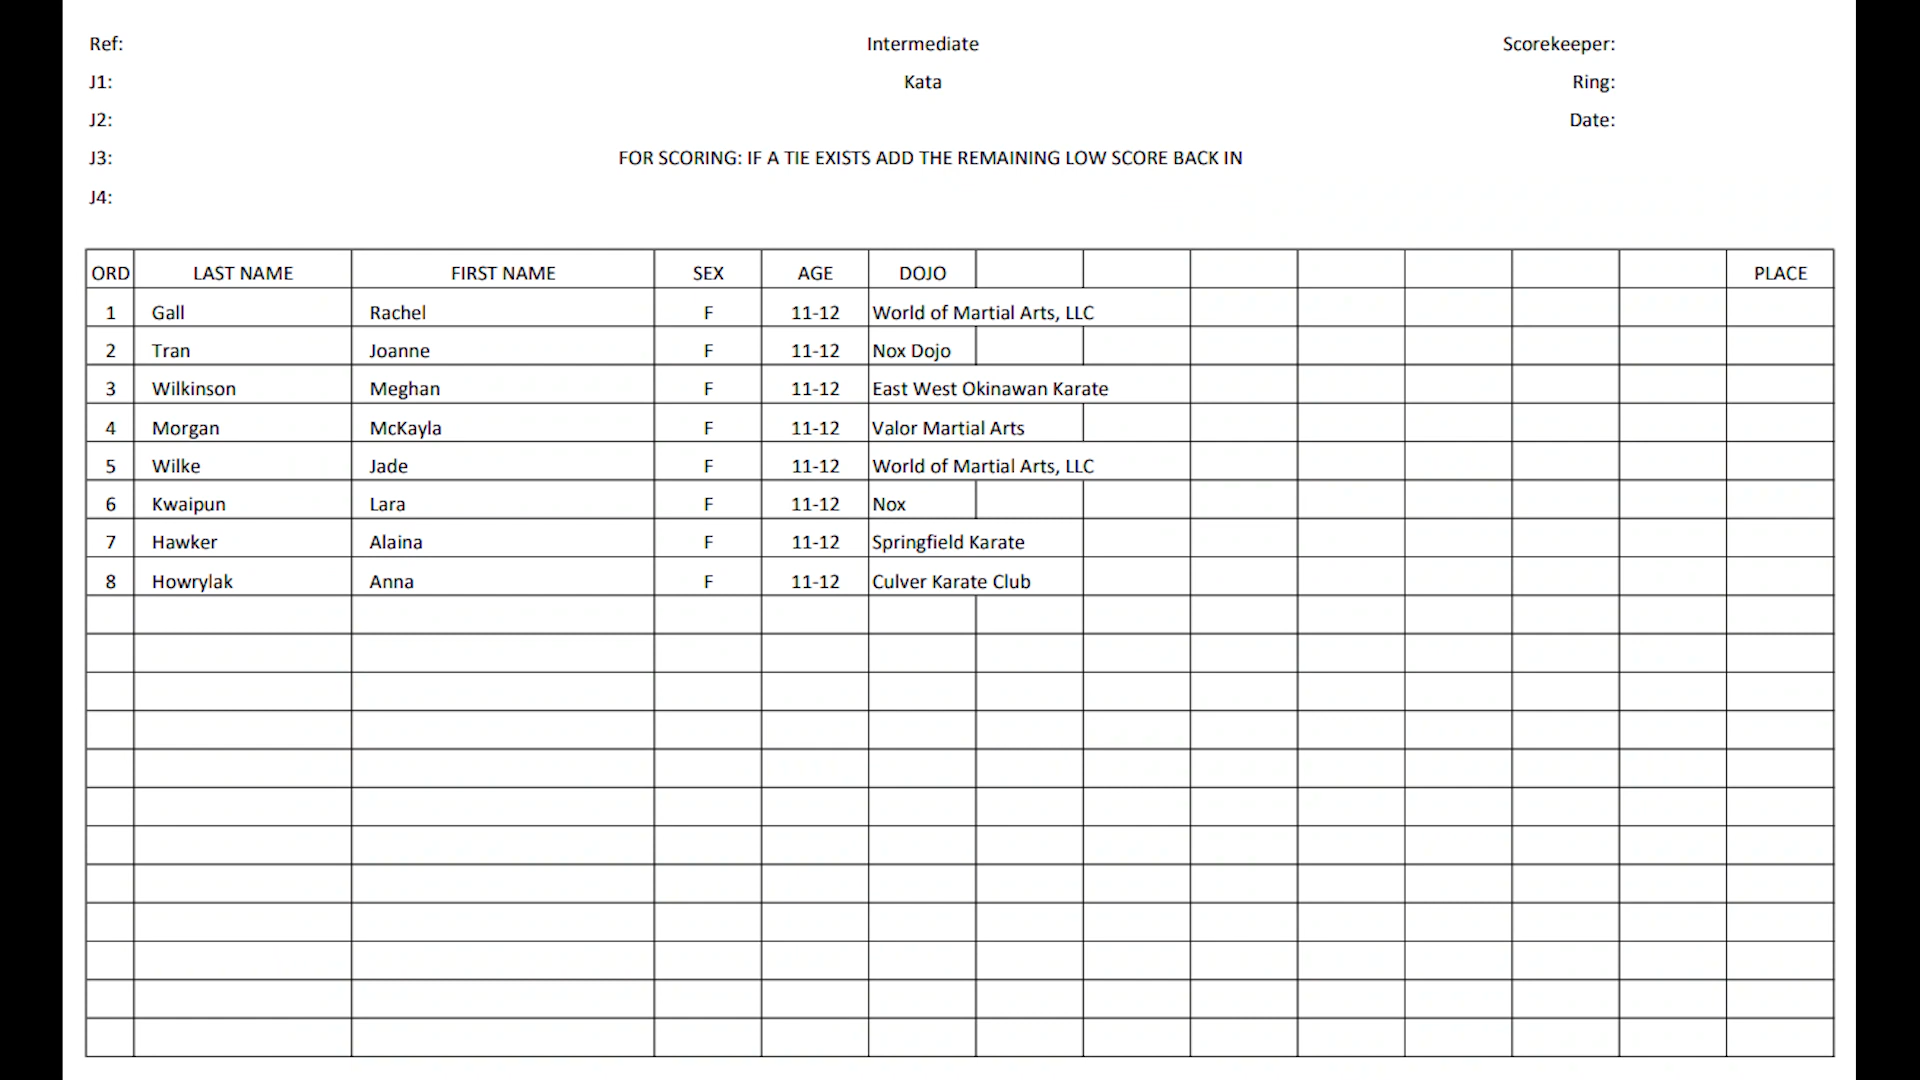 Ref: Intermediate Scorekeeper:
J1: Kata Ring:
J2: Date:
J3: FOR SCORING: IF A TIE EXISTS ADD THE REMAINING LOW SCORE BACK IN
J4:
ORD LAST NAME FIRST NAME SEX AGE DOJO PLACE
1 Gall Rachel F 11-12 World of Martial Arts, LLC
2 Tran Joanne F 11-12 Nox Dojo
3 Wilkinson Meghan F 11-12 East West Okinawan Karate
4 Morgan McKayla F 11-12 Valor Martial Arts
5 Wilke Jade F 11-12 World of Martial Arts, LLC
6 Kwaipun Lara F 11-12 Nox
7 Hawker Alaina F 11-12 Springfield Karate
8 Howrylak Anna F 11-12 Culver Karate Club